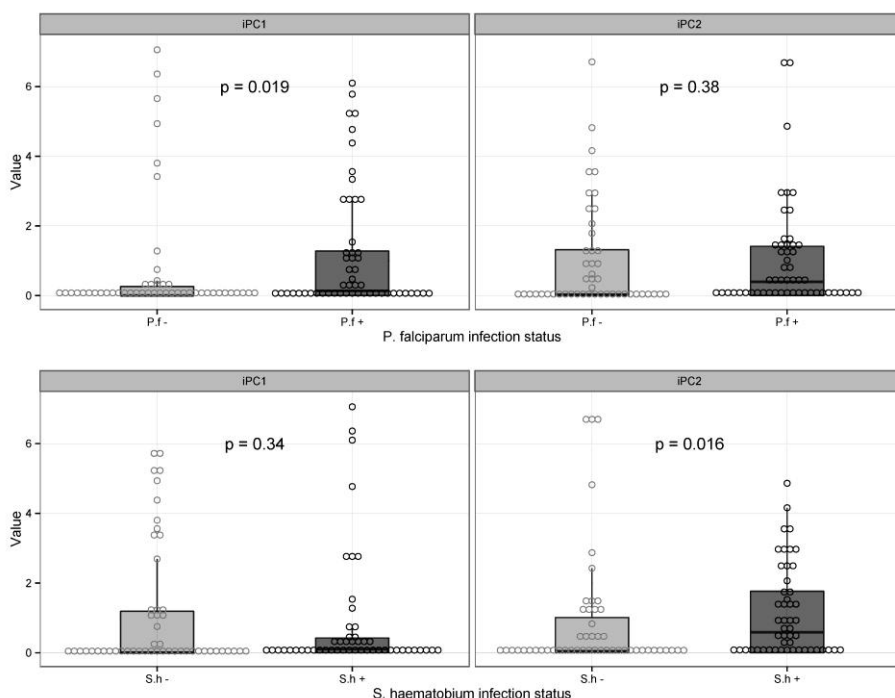 iPC1
iPC2
p = 0.019
p = 0.38
6
4
2
0
Value
P.f -
P.f +
P.f -
P.f +
P. falciparum infection status
iPC1
iPC2
p = 0.34
p = 0.016
6
4
2
0
Value
S.h -
S.h +
S.h -
S.h +
S. haematobium infection status